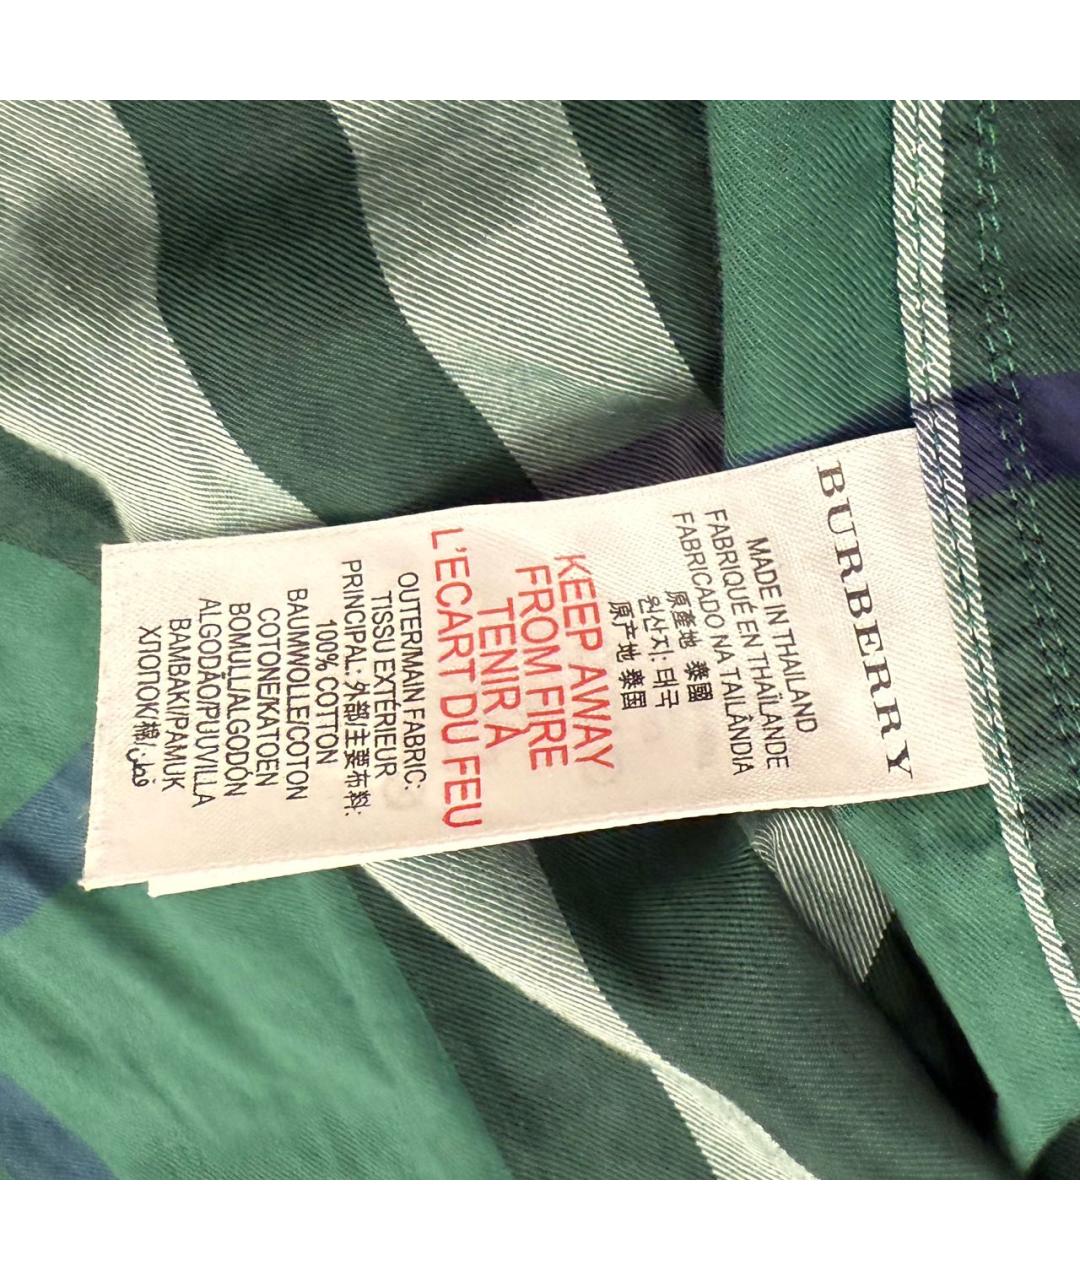 BURBERRY
MADE IN THAILAND
FABRIQUÉ EN THAÏLANDE
FABRICADO NA TAILÂNDIA
原產地 泰國
원산지: 태국
原产地 泰国
KEEP AWAY
FROM FIRE
TENIR À
L'ECART DU FEU
OUTER/MAIN FABRIC:
TISSU EXTÉRIEUR
PRINCIPAL: 外部/主要布料:
100% COTTON
BAUMWOLLE/COTON
COTONE/KATOEN
BOMULL/ALGODÓN
ALGODÃO/PUUVILLA
BAMBAKI/PAMUK
ХЛОПОК/棉/قطن